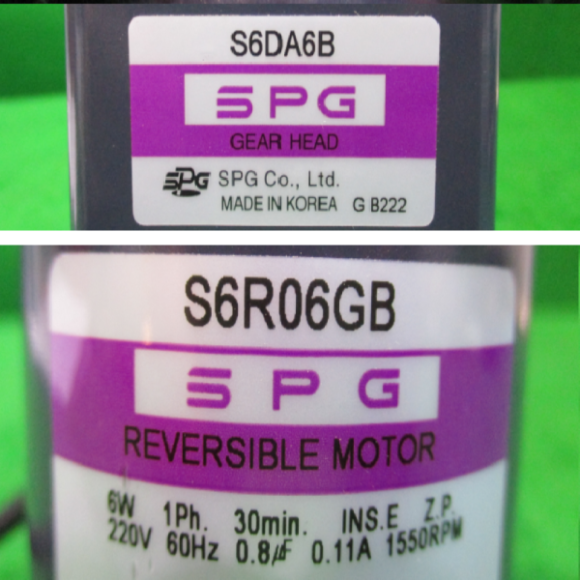 S6DA6B
SPG
GEAR HEAD
SPG SPG Co., Ltd.
MADE IN KOREA G B222
S6R06GB
SPG
REVERSIBLE MOTOR
6W 1Ph. 30min. INS.E Z.P.
220V 60Hz 0.8μF 0.11A 1550RPM